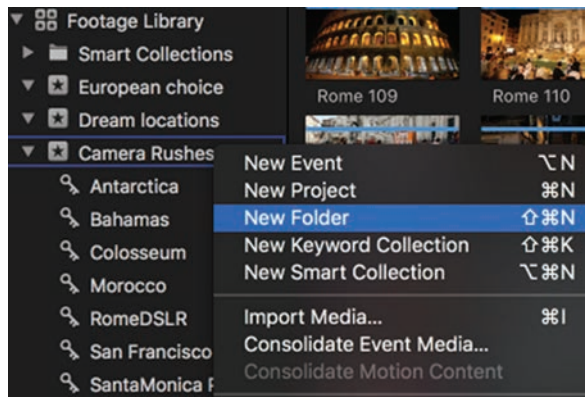 Footage Library
Smart Collections
European choice
Dream locations
Camera Rushes
Antarctica
Bahamas
Colosseum
Morocco
RomeDSLR
San Francisco
SantaMonica
Rome 109
Rome 110
New Event ⌥N
New Project ⌘N
New Folder ⇧⌘N
New Keyword Collection ⇧⌘K
New Smart Collection ⌥⌘N
Import Media... ⌘I
Consolidate Event Media...
Consolidate Motion Content